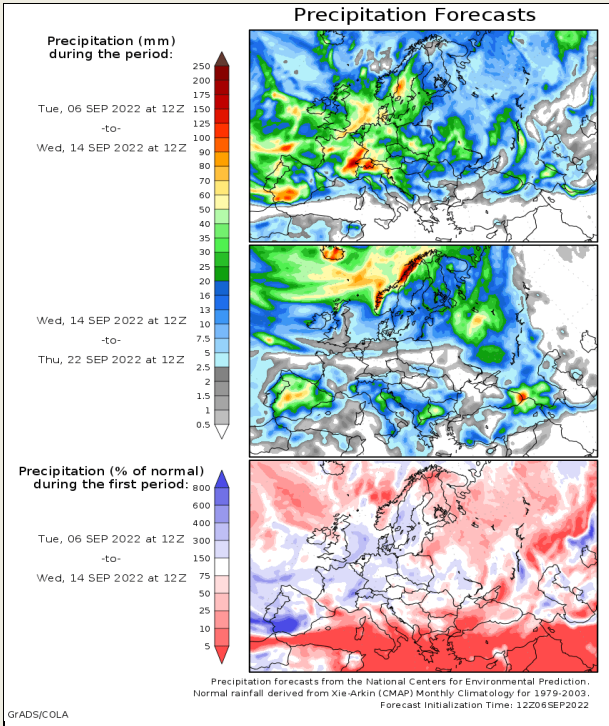 Precipitation Forecasts
Precipitation (mm)
during the period:
250
200
175
150
125
100
90
80
70
60
50
40
35
30
25
20
16
13
10
7.5
5
2.5
2
1.5
1
0.5
Tue, 06 SEP 2022 at 12Z
-to-
Wed, 14 SEP 2022 at 12Z
Wed, 14 SEP 2022 at 12Z
-to-
Thu, 22 SEP 2022 at 12Z
Precipitation (% of normal)
during the first period:
800
600
400
300
150
75
50
25
10
5
Tue, 06 SEP 2022 at 12Z
-to-
Wed, 14 SEP 2022 at 12Z
Precipitation forecasts from the National Centers for Environmental Prediction.
Normal rainfall derived from Xie-Arkin (CMAP) Monthly Climatology for 1979-2003.
Forecast Initialization Time: 12Z06SEP2022
GrADS/COLA